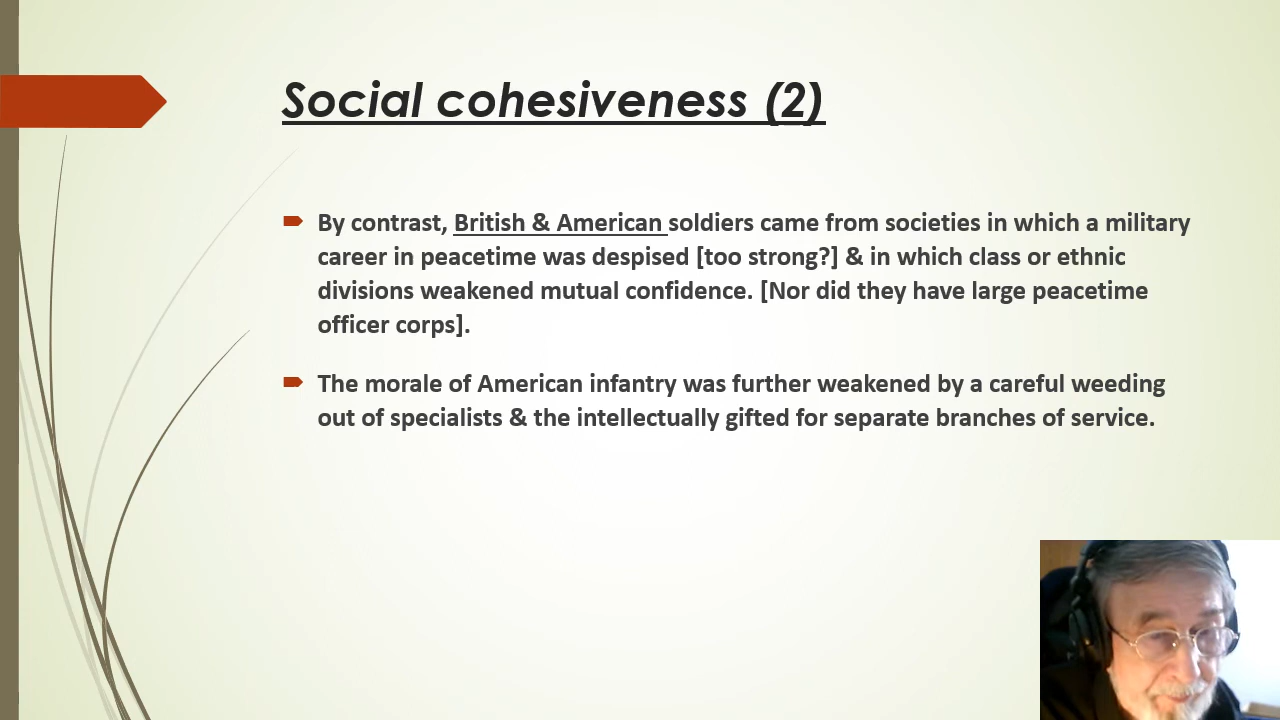 Social cohesiveness (2)
By contrast, British & American soldiers came from societies in which a military
career in peacetime was despised [too strong?] & in which class or ethnic
divisions weakened mutual confidence. [Nor did they have large peacetime
officer corps].
The morale of American infantry was further weakened by a careful weeding
out of specialists & the intellectually gifted for separate branches of service.